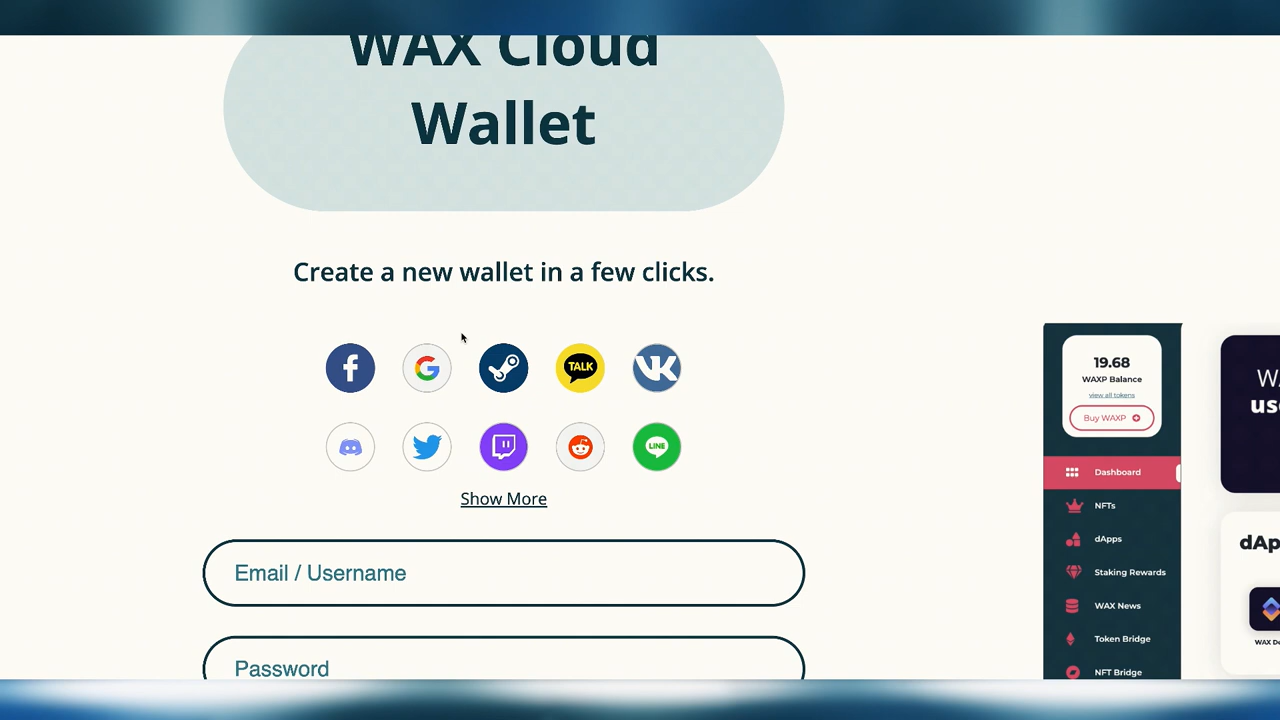 WAX Cloud
Wallet
Create a new wallet in a few clicks.
TALK
LINE
Show More
Email / Username
Password
19.68
WAXP Balance
view all tokens
Buy WAXP
Dashboard
NFTs
dApps
Staking Rewards
WAX News
Token Bridge
NFT Bridge